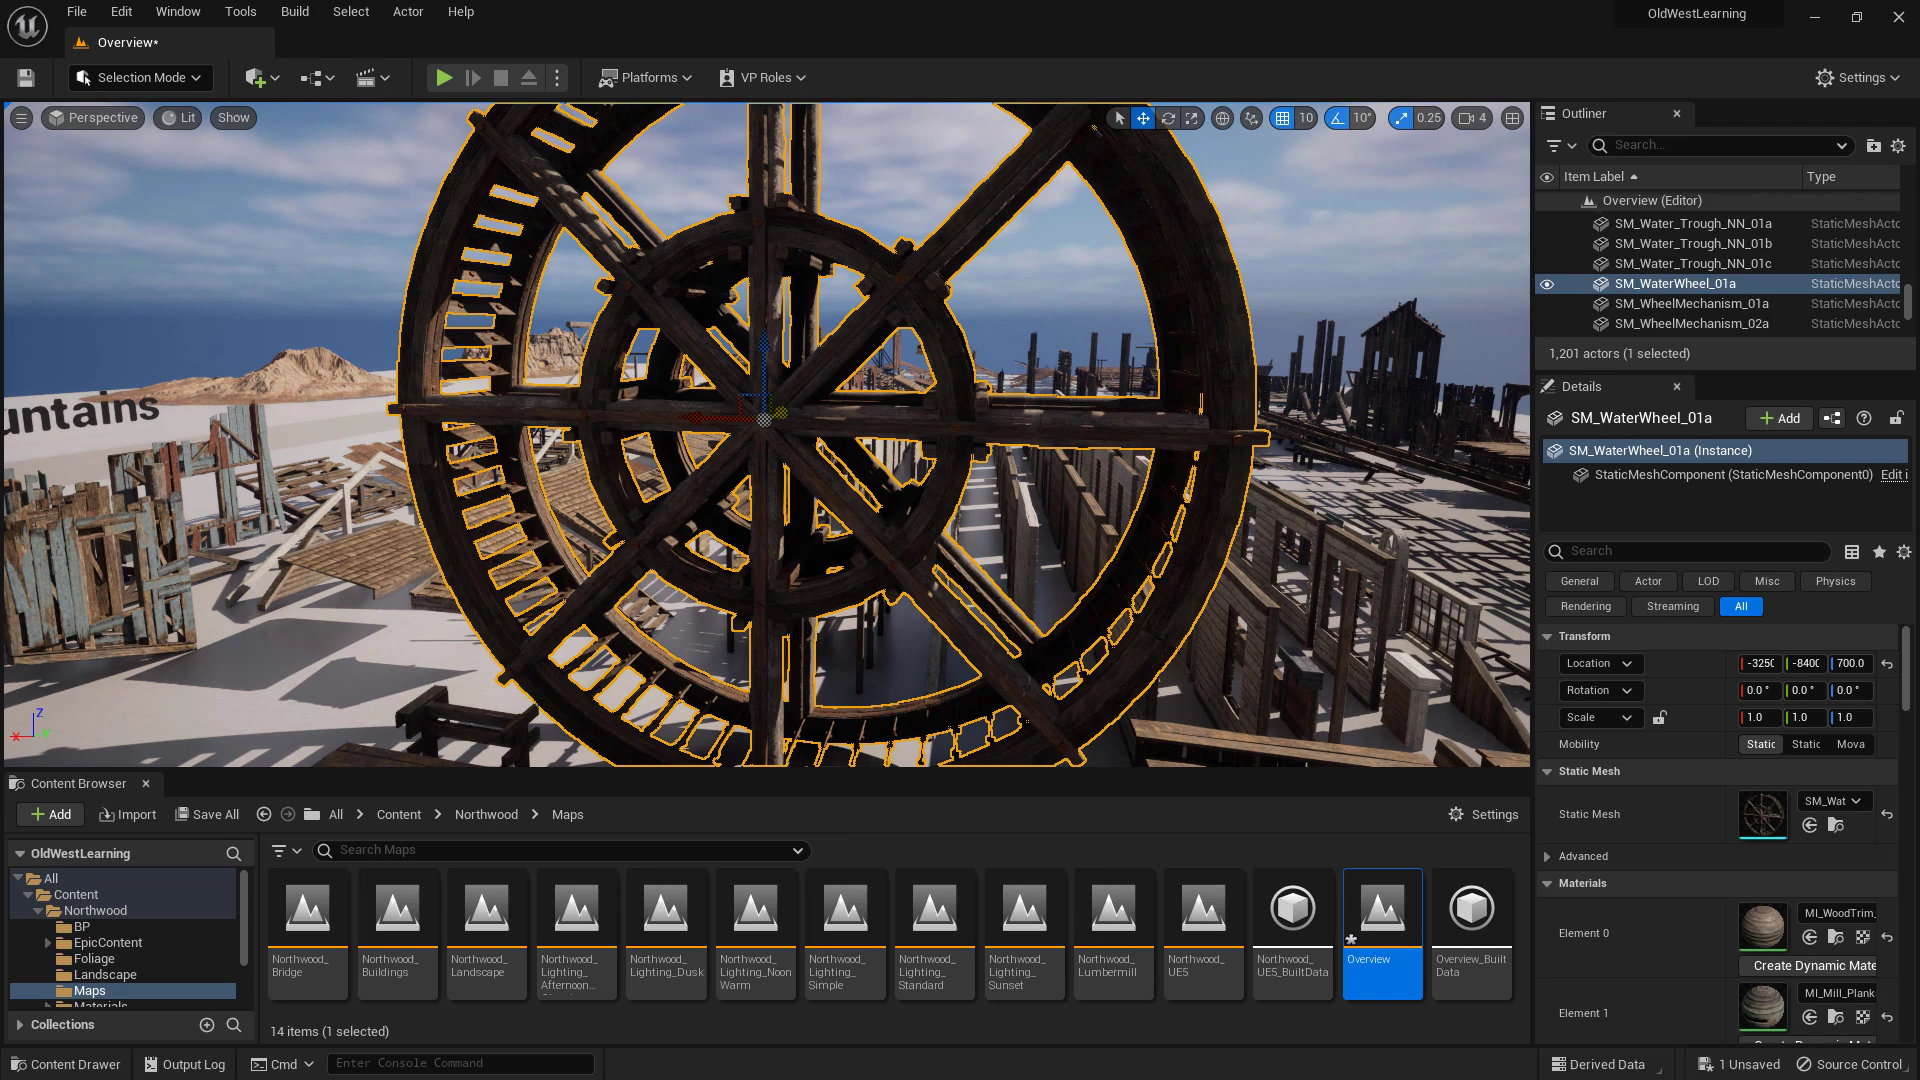 File Edit Window Tools Build Select Actor Help
OldWestLearning
Overview*
Selection Mode
Platforms
VP Roles
Settings
Perspective
Lit
Show
10
10°
0.25
4
untains
Z
X
Y
Outliner
Search...
Item Label
Type
Overview (Editor)
SM_Water_Trough_NN_01a StaticMeshActo
SM_Water_Trough_NN_01b StaticMeshActo
SM_Water_Trough_NN_01c StaticMeshActo
SM_WaterWheel_01a StaticMeshActo
SM_WheelMechanism_01a StaticMeshActo
SM_WheelMechanism_02a StaticMeshActo
1,201 actors (1 selected)
Details
SM_WaterWheel_01a
Add
SM_WaterWheel_01a (Instance)
StaticMeshComponent (StaticMeshComponent0) Edit i
Search
General Actor LOD Misc Physics
Rendering Streaming All
Transform
Location -3250 -8400 700.0
Rotation 0.0 ° 0.0 ° 0.0 °
Scale 1.0 1.0 1.0
Mobility Static Static Mova
Static Mesh
Static Mesh SM_Wat
Advanced
Materials
Element 0 MI_WoodTrim_
Create Dynamic Mate
Element 1 MI_Mill_Plank
Content Browser
Add Import Save All All Content Northwood Maps Settings
OldWestLearning
All
Content
Northwood
BP
EpicContent
Foliage
Landscape
Maps
Materials
Collections
Search Maps
Northwood_
Bridge
Northwood_
Buildings
Northwood_
Landscape
Northwood_
Lighting_
Afternoon...
Northwood_
Lighting_Dusk
Northwood_
Lighting_Noon
Warm
Northwood_
Lighting_
Simple
Northwood_
Lighting_
Standard
Northwood_
Lighting_
Sunset
Northwood_
Lumbermill
Northwood_
UE5
Northwood_
UE5_BuiltData
Overview
Overview_Built
Data
14 items (1 selected)
Content Drawer Output Log Cmd Enter Console Command Derived Data 1 Unsaved Source Control